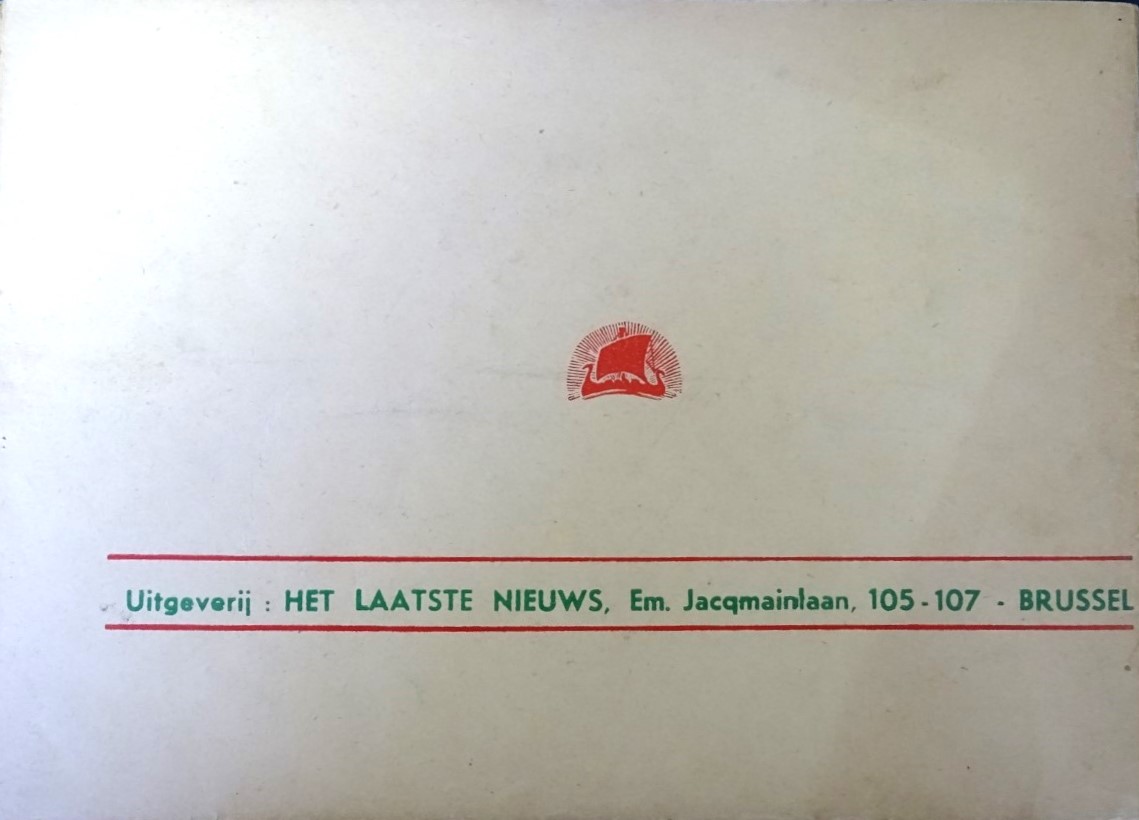 Uitgeverij : HET LAATSTE NIEUWS, Em. Jacqmainlaan, 105-107 - BRUSSEL